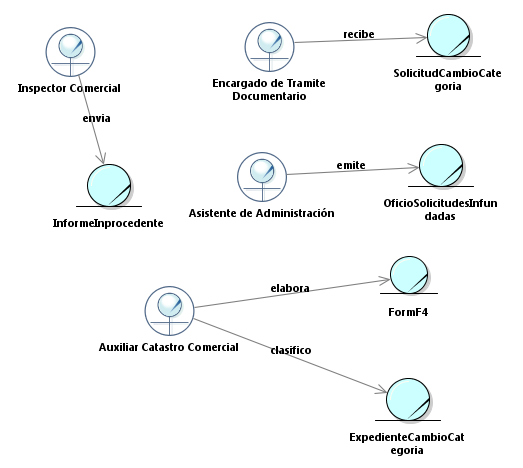 recibe
Inspector Comercial
Encargado de Tramite
Documentario
SolicitudCambioCate
goria
envia
emite
InformeInprocedente
Asistente de Administración
OficioSolicitudesInfun
dadas
elabora
FormF4
Auxiliar Catastro Comercial
clasifico
ExpedienteCambioCat
egoria